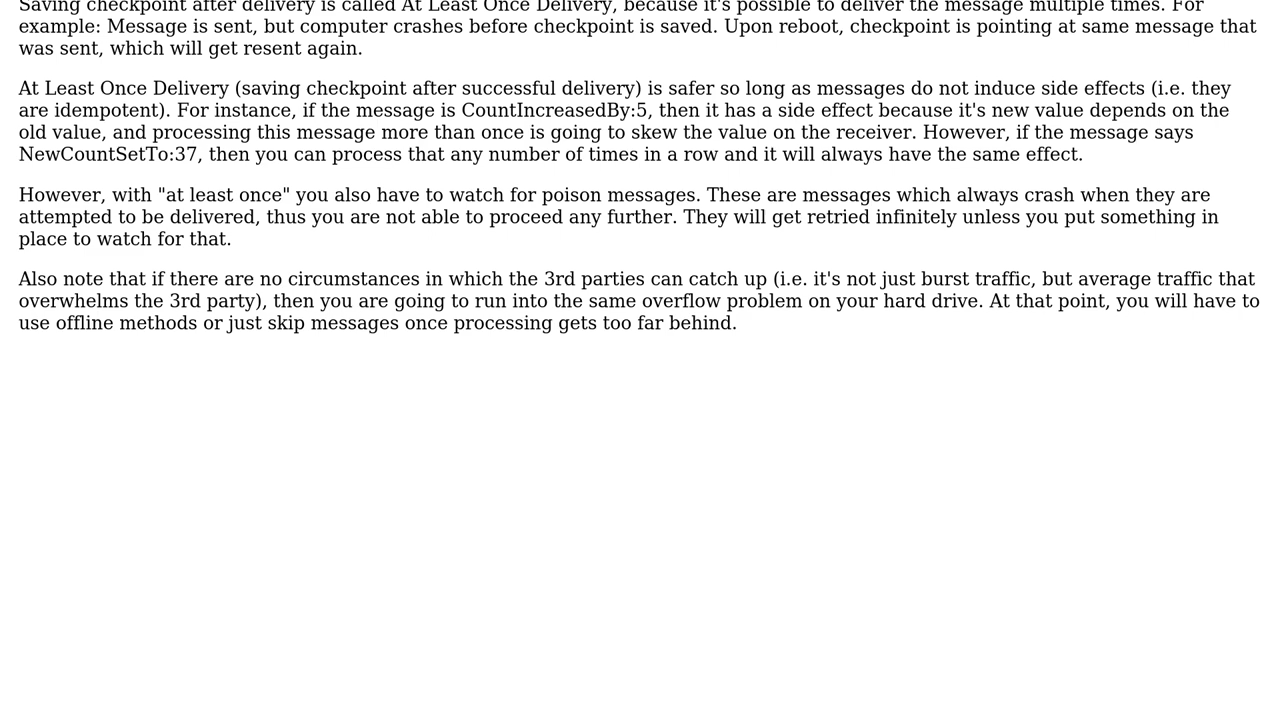 Saving checkpoint after delivery is called At Least Once Delivery, because it's possible to deliver the message multiple times. For
example: Message is sent, but computer crashes before checkpoint is saved. Upon reboot, checkpoint is pointing at same message that
was sent, which will get resent again.
At Least Once Delivery (saving checkpoint after successful delivery) is safer so long as messages do not induce side effects (i.e. they
are idempotent). For instance, if the message is CountIncreasedBy:5, then it has a side effect because it's new value depends on the
old value, and processing this message more than once is going to skew the value on the receiver. However, if the message says
NewCountSetTo:37, then you can process that any number of times in a row and it will always have the same effect.
However, with "at least once" you also have to watch for poison messages. These are messages which always crash when they are
attempted to be delivered, thus you are not able to proceed any further. They will get retried infinitely unless you put something in
place to watch for that.
Also note that if there are no circumstances in which the 3rd parties can catch up (i.e. it's not just burst traffic, but average traffic that
overwhelms the 3rd party), then you are going to run into the same overflow problem on your hard drive. At that point, you will have to
use offline methods or just skip messages once processing gets too far behind.